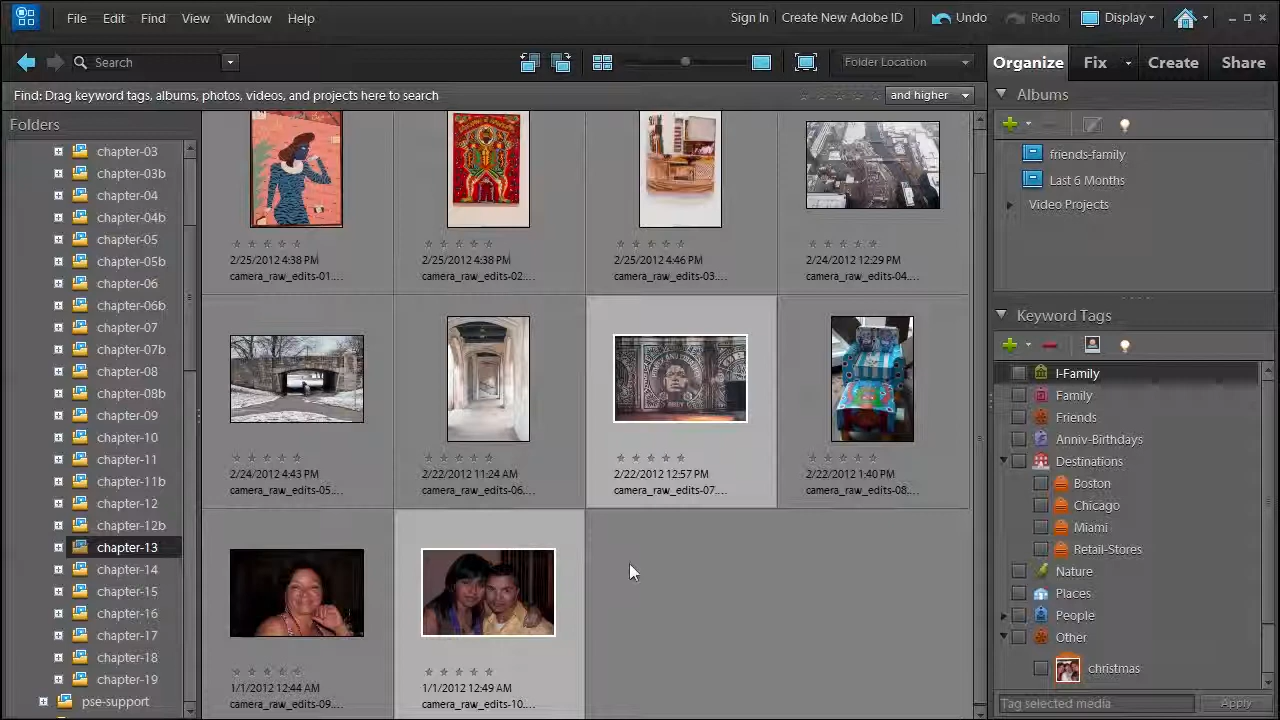 File Edit Find View Window Help
Sign In Create New Adobe ID Undo Redo Display
Search
Folder Location
Organize Fix Create Share
Find: Drag keyword tags, albums, photos, videos, and projects here to search
and higher
Folders
chapter-03
chapter-03b
chapter-04
chapter-04b
chapter-05
chapter-05b
chapter-06
chapter-06b
chapter-07
chapter-07b
chapter-08
chapter-08b
chapter-09
chapter-10
chapter-11
chapter-11b
chapter-12
chapter-12b
chapter-13
chapter-14
chapter-15
chapter-16
chapter-17
chapter-18
chapter-19
pse-support
2/25/2012 4:38 PM
camera_raw_edits-01....
2/25/2012 4:38 PM
camera_raw_edits-02....
2/25/2012 4:46 PM
camera_raw_edits-03....
2/24/2012 12:29 PM
camera_raw_edits-04....
2/24/2012 4:43 PM
camera_raw_edits-05....
2/22/2012 11:24 AM
camera_raw_edits-06....
2/22/2012 12:57 PM
camera_raw_edits-07....
2/22/2012 1:40 PM
camera_raw_edits-08....
1/1/2012 12:44 AM
camera_raw_edits-09....
1/1/2012 12:49 AM
camera_raw_edits-10....
Albums
friends-family
Last 6 Months
Video Projects
Keyword Tags
I-Family
Family
Friends
Anniv-Birthdays
Destinations
Boston
Chicago
Miami
Retail-Stores
Nature
Places
People
Other
christmas
Tag selected media
Apply